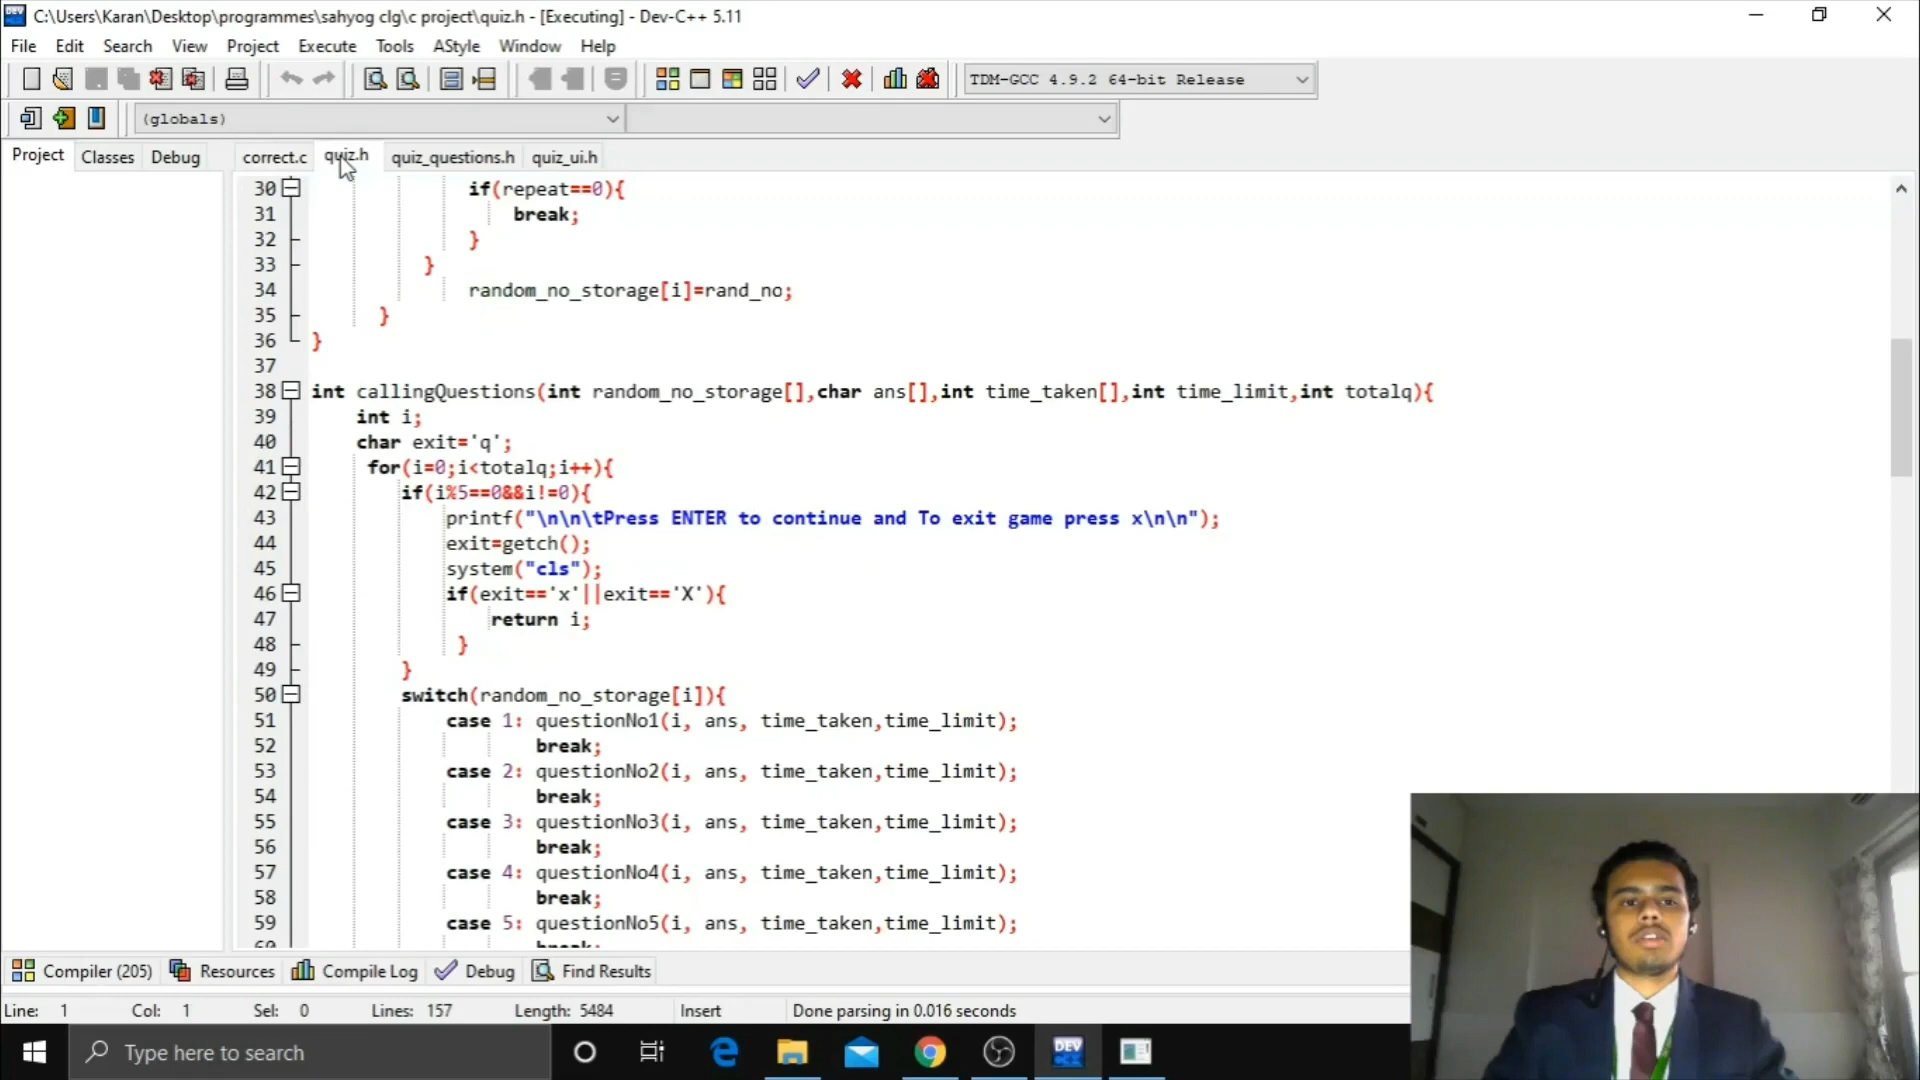 C:\Users\Karan\Desktop\programmes\sahyog clg\c project\quiz.h - [Executing] - Dev-C++ 5.11
File Edit Search View Project Execute Tools AStyle Window Help
TDM-GCC 4.9.2 64-bit Release
(globals)
Project Classes Debug correct.c quiz.h quiz_questions.h quiz_ui.h
30 if(repeat==0){
31 break;
32 }
33 }
34 random_no_storage[i]=rand_no;
35 }
36 }
37
38 int callingQuestions(int random_no_storage[],char ans[],int time_taken[],int time_limit,int totalq){
39 int i;
40 char exit='q';
41 for(i=0;i<totalq;i++){
42 if(i%5==0&&i!=0){
43 printf("\n\n\tPress ENTER to continue and To exit game press x\n\n");
44 exit=getch();
45 system("cls");
46 if(exit=='x'||exit=='X'){
47 return i;
48 }
49 }
50 switch(random_no_storage[i]){
51 case 1: questionNo1(i, ans, time_taken,time_limit);
52 break;
53 case 2: questionNo2(i, ans, time_taken,time_limit);
54 break;
55 case 3: questionNo3(i, ans, time_taken,time_limit);
56 break;
57 case 4: questionNo4(i, ans, time_taken,time_limit);
58 break;
59 case 5: questionNo5(i, ans, time_taken,time_limit);
60 break;
Compiler (205) Resources Compile Log Debug Find Results
Line: 1 Col: 1 Sel: 0 Lines: 157 Length: 5484 Insert Done parsing in 0.016 seconds
Type here to search